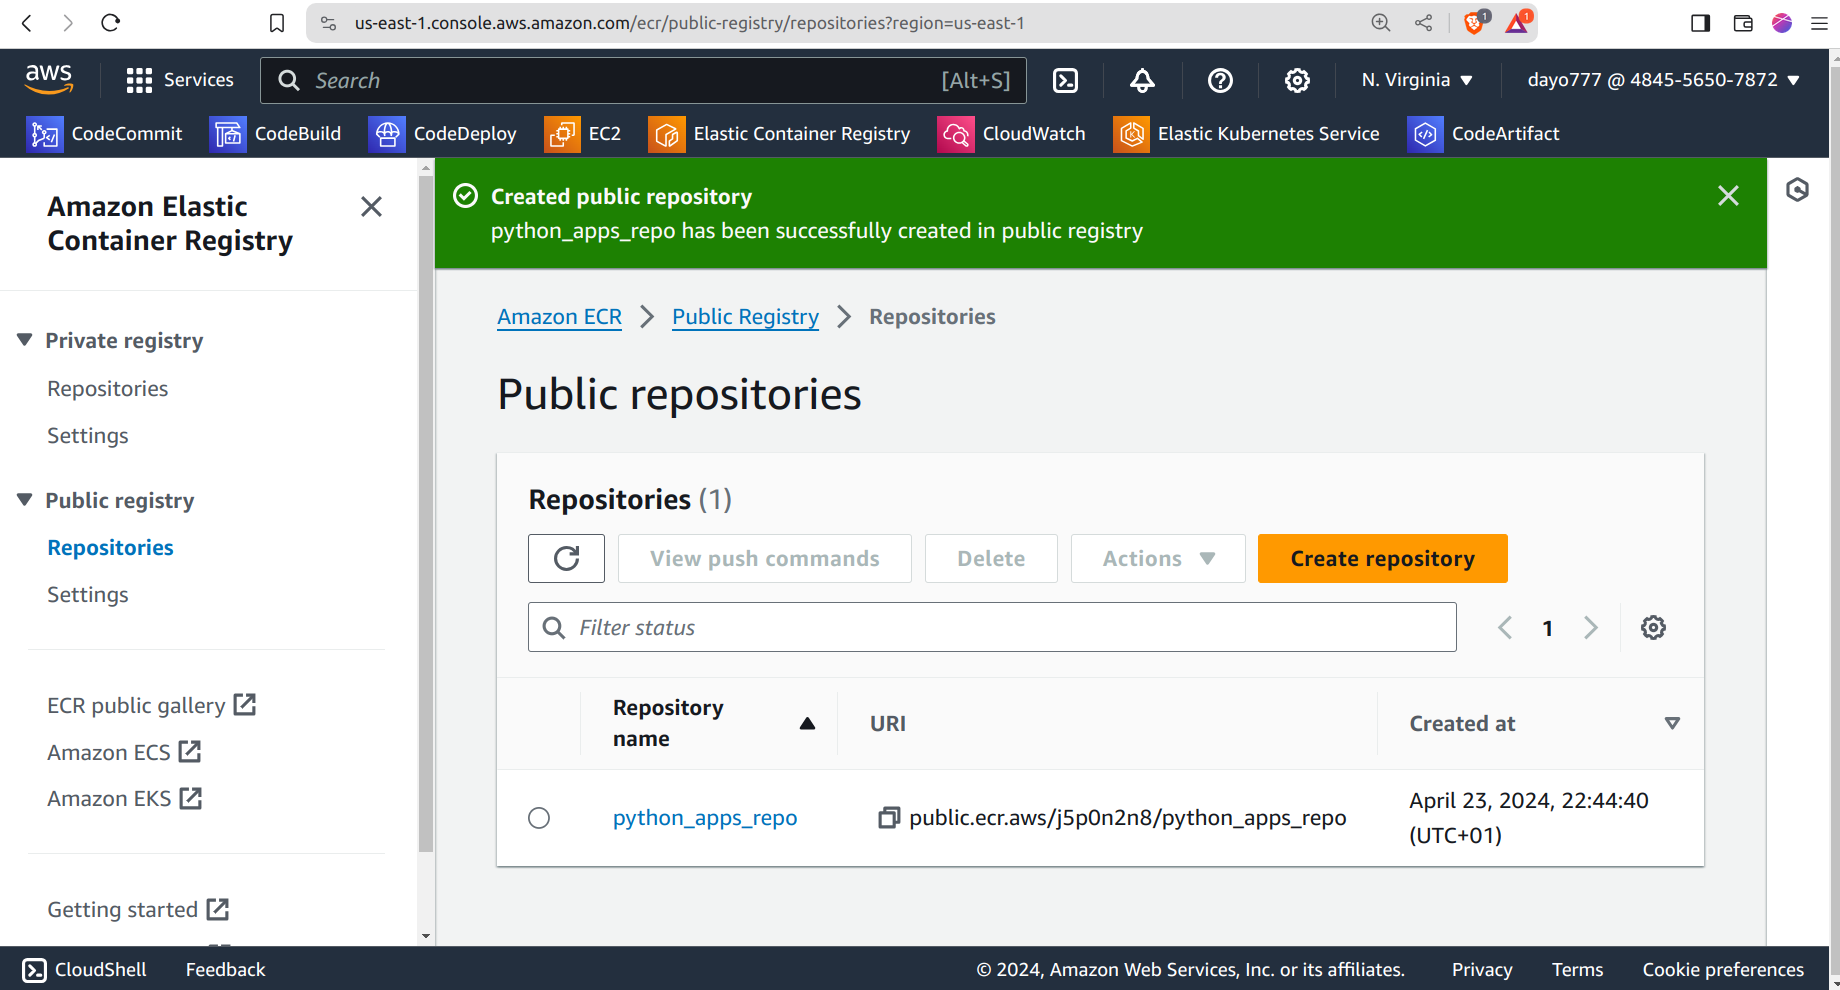 us-east-1.console.aws.amazon.com/ecr/public-registry/repositories?region=us-east-1
1
1
aws
Services
Search
[Alt+S]
N. Virginia
dayo777 @ 4845-5650-7872
CodeCommit
CodeBuild
CodeDeploy
EC2
Elastic Container Registry
CloudWatch
Elastic Kubernetes Service
CodeArtifact
Amazon Elastic
Container Registry
Private registry
Repositories
Settings
Public registry
Repositories
Settings
ECR public gallery
Amazon ECS
Amazon EKS
Getting started
Created public repository
python_apps_repo has been successfully created in public registry
Amazon ECR
Public Registry
Repositories
Public repositories
Repositories (1)
View push commands
Delete
Actions
Create repository
Filter status
1
Repository
name
URI
Created at
python_apps_repo
public.ecr.aws/j5p0n2n8/python_apps_repo
April 23, 2024, 22:44:40
(UTC+01)
CloudShell
Feedback
© 2024, Amazon Web Services, Inc. or its affiliates.
Privacy
Terms
Cookie preferences